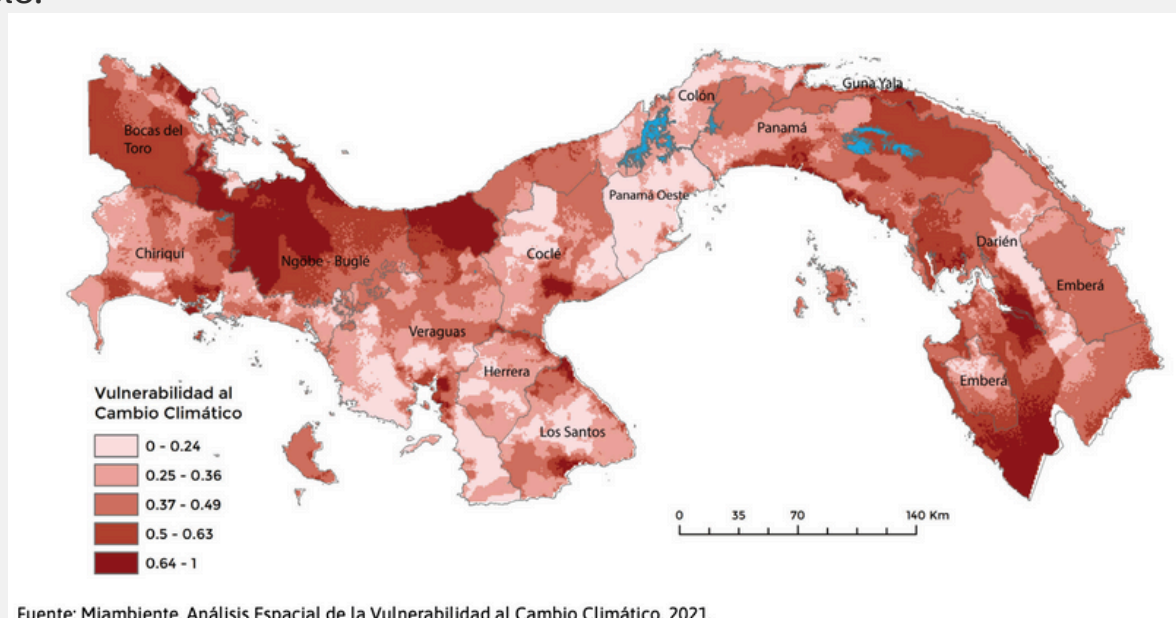 Guna Yala
Colón
Bocas del
Toro
Panamá
Panamá Oeste
Chiriquí
Ngöbe - Buglé
Coclé
Darién
Emberá
Veraguas
Herrera
Emberá
Los Santos
Vulnerabilidad al
Cambio Climático
0 - 0.24
0.25 - 0.36
0.37 - 0.49
0.5 - 0.63
0.64 - 1
0 35 70 140 Km
Fuente: Miambiente. Análisis Espacial de la Vulnerabilidad al Cambio Climático, 2021